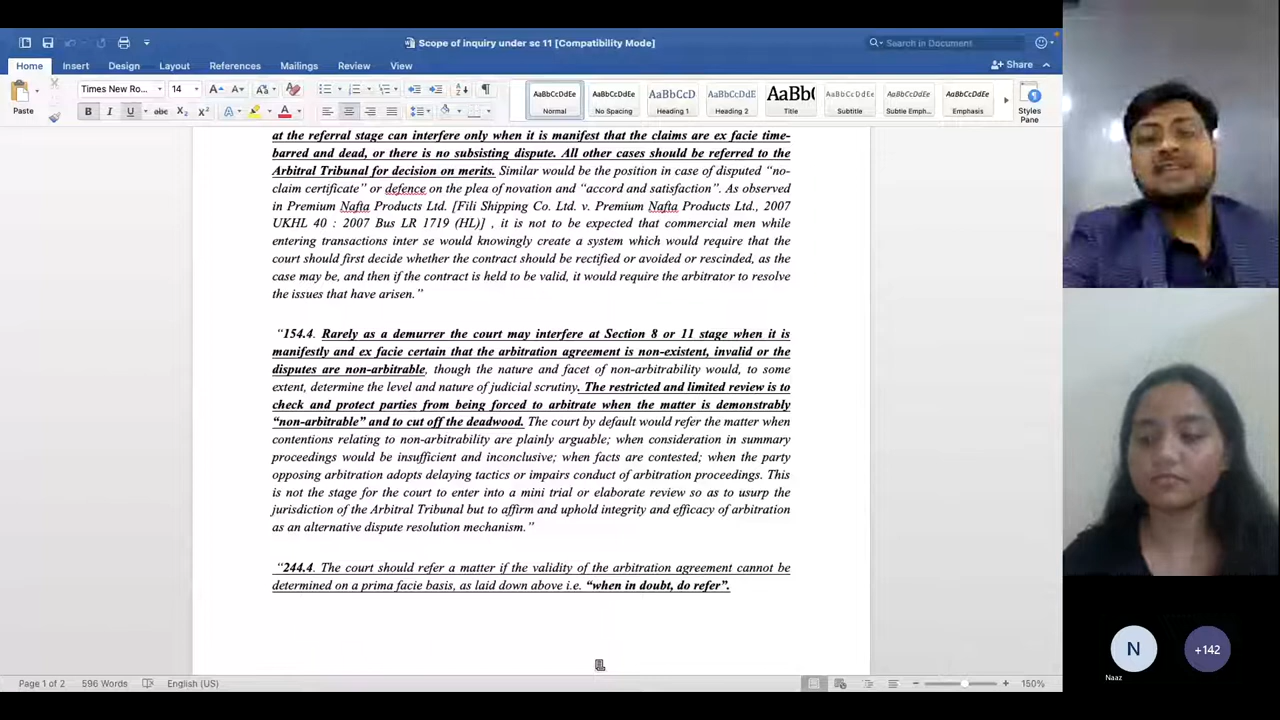 Scope of inquiry under sc 11 [Compatibility Mode]
Search in Document
Home Insert Design Layout References Mailings Review View
Share
Paste
Times New Ro...
14
Aa
B I U abc X₂ X²
AaBbCcDdEe AaBbCcDdEe AaBbCcD AaBbCcDdE AaBb( AaBbCcDdEe AaBbCcDdEe AaBbCcDdEe
Normal No Spacing Heading 1 Heading 2 Title Subtitle Subtle Emph... Emphasis
Styles
Pane
at the referral stage can interfere only when it is manifest that the claims are ex facie time-
barred and dead, or there is no subsisting dispute. All other cases should be referred to the
Arbitral Tribunal for decision on merits. Similar would be the position in case of disputed “no-
claim certificate” or defence on the plea of novation and “accord and satisfaction”. As observed
in Premium Nafta Products Ltd. [Fili Shipping Co. Ltd. v. Premium Nafta Products Ltd., 2007
UKHL 40 : 2007 Bus LR 1719 (HL)] , it is not to be expected that commercial men while
entering transactions inter se would knowingly create a system which would require that the
court should first decide whether the contract should be rectified or avoided or rescinded, as the
case may be, and then if the contract is held to be valid, it would require the arbitrator to resolve
the issues that have arisen.”
“154.4. Rarely as a demurrer the court may interfere at Section 8 or 11 stage when it is
manifestly and ex facie certain that the arbitration agreement is non-existent, invalid or the
disputes are non-arbitrable, though the nature and facet of non-arbitrability would, to some
extent, determine the level and nature of judicial scrutiny. The restricted and limited review is to
check and protect parties from being forced to arbitrate when the matter is demonstrably
“non-arbitrable” and to cut off the deadwood. The court by default would refer the matter when
contentions relating to non-arbitrability are plainly arguable; when consideration in summary
proceedings would be insufficient and inconclusive; when facts are contested; when the party
opposing arbitration adopts delaying tactics or impairs conduct of arbitration proceedings. This
is not the stage for the court to enter into a mini trial or elaborate review so as to usurp the
jurisdiction of the Arbitral Tribunal but to affirm and uphold integrity and efficacy of arbitration
as an alternative dispute resolution mechanism.”
“244.4. The court should refer a matter if the validity of the arbitration agreement cannot be
determined on a prima facie basis, as laid down above i.e. “when in doubt, do refer”.
N
+142
Naaz
Page 1 of 2 596 Words English (US) 150%